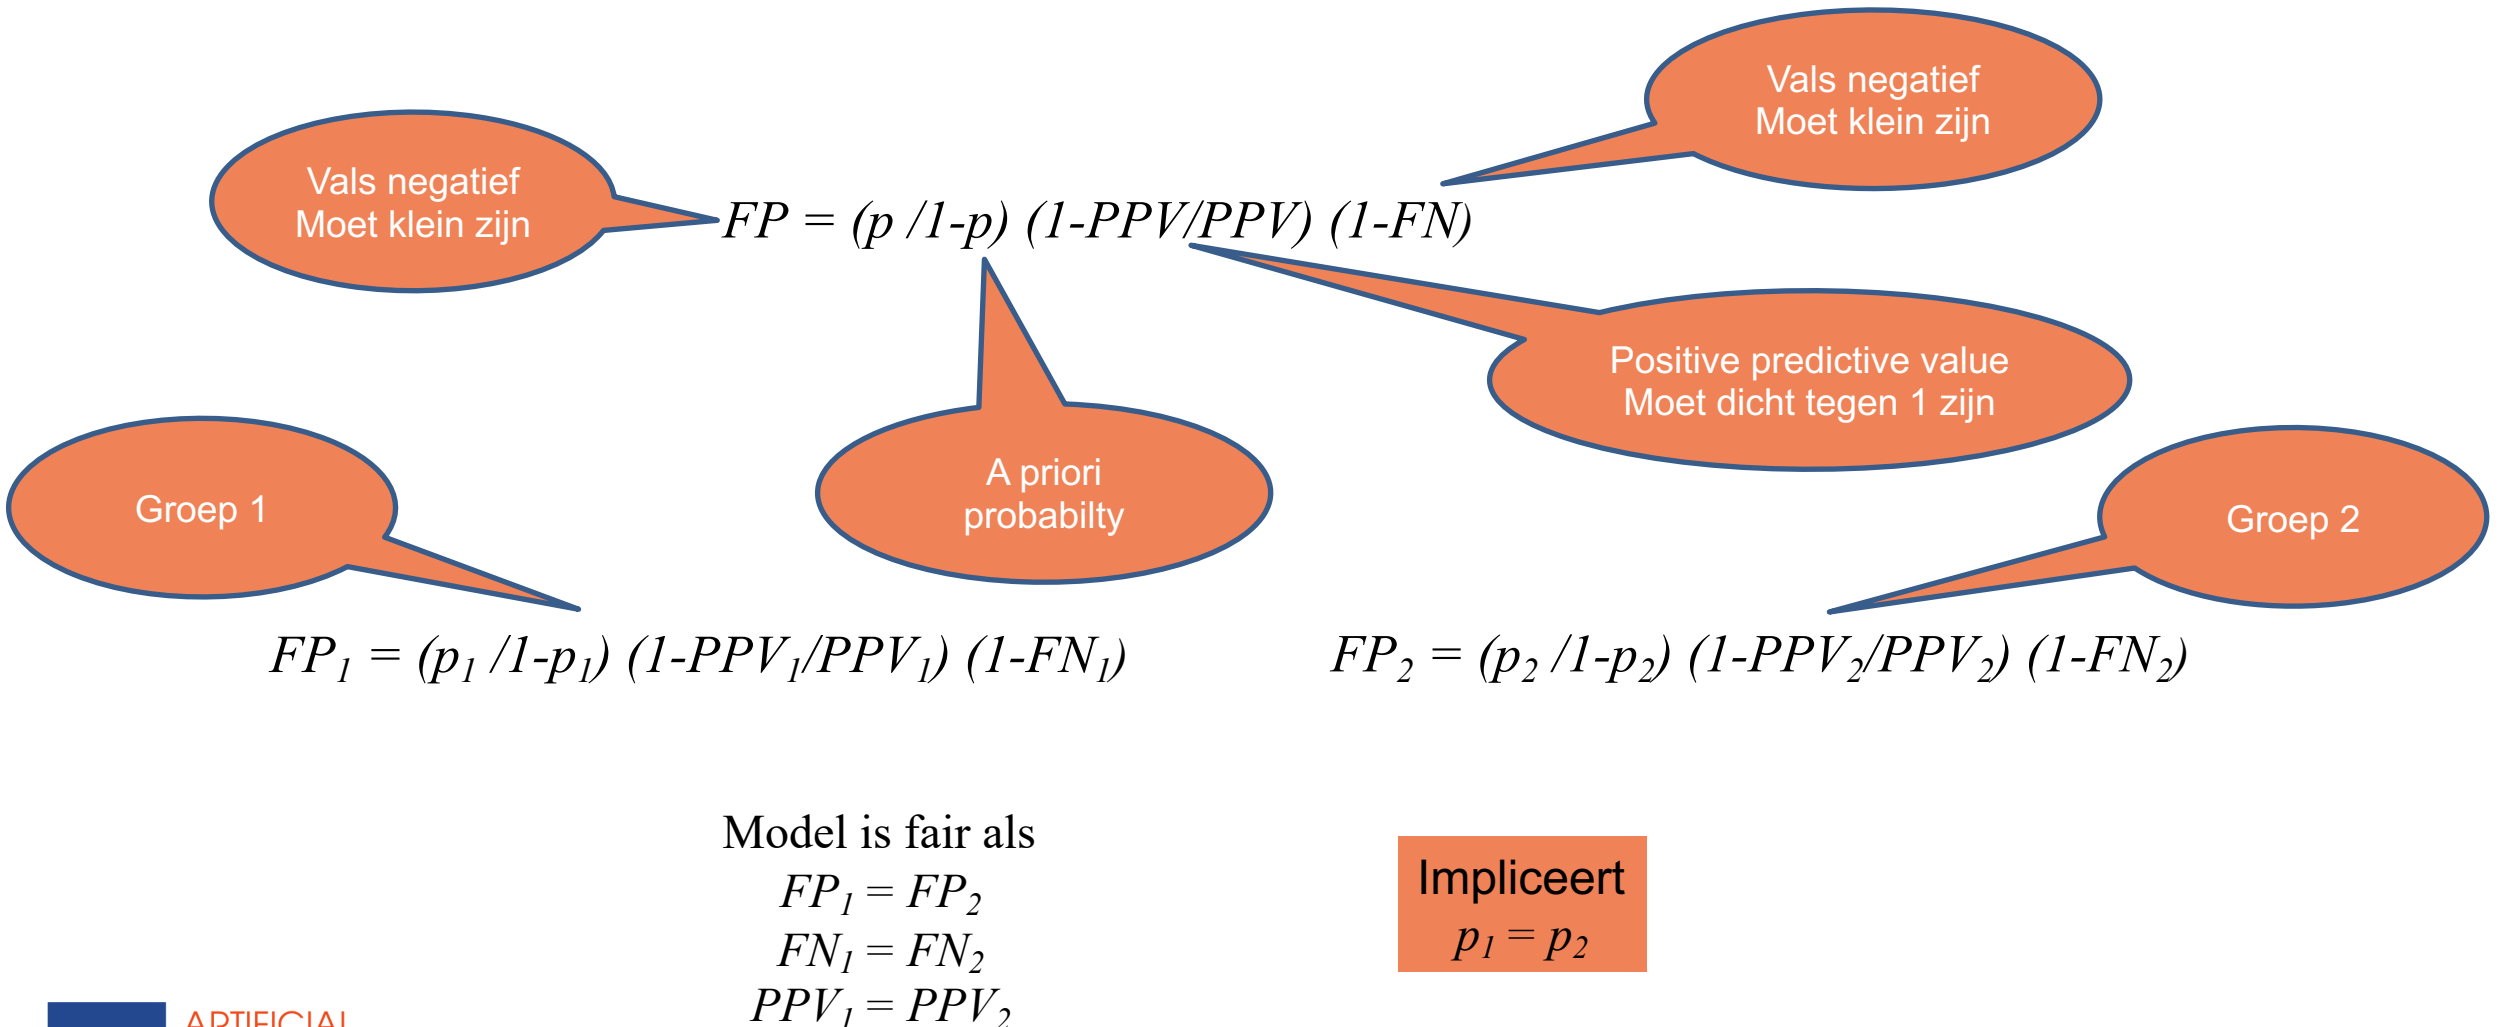 Vals negatief
Moet klein zijn
Vals negatief
Moet klein zijn
FP = (p /1-p) (1-PPV/PPV) (1-FN)
Positive predictive value
Moet dicht tegen 1 zijn
A priori
probabilty
Groep 1
Groep 2
FP₁ = (p₁ /1-p₁) (1-PPV₁/PPV₁) (1-FN₁)
FP₂ = (p₂ /1-p₂) (1-PPV₂/PPV₂) (1-FN₂)
Model is fair als
FP₁ = FP₂
FN₁ = FN₂
PPV₁ = PPV₂
Impliceert
p₁ = p₂
ARTIFICIAL